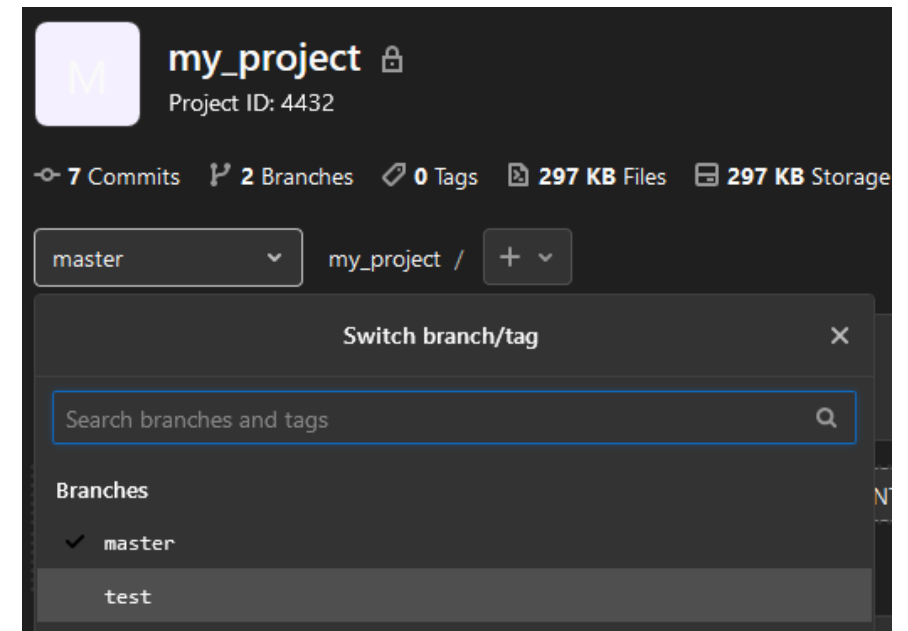 M
my_project
Project ID: 4432
7 Commits 2 Branches 0 Tags 297 KB Files 297 KB Storage
master my_project / +
Switch branch/tag
Search branches and tags
Branches
master
test